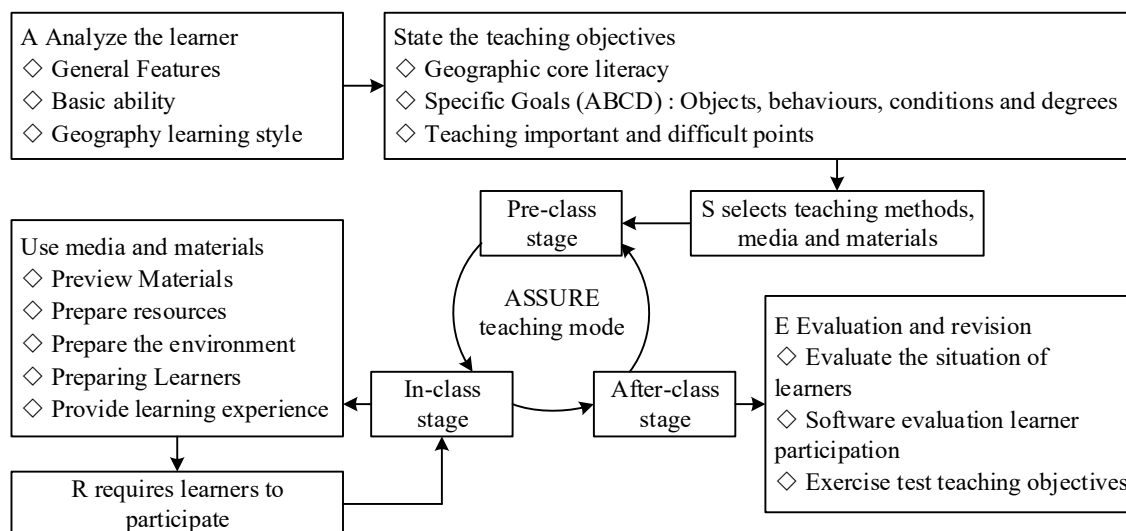 A Analyze the learner
◇ General Features
◇ Basic ability
◇ Geography learning style
State the teaching objectives
◇ Geographic core literacy
◇ Specific Goals (ABCD) : Objects, behaviours, conditions and degrees
◇ Teaching important and difficult points
Pre-class
stage
S selects teaching methods,
media and materials
Use media and materials
◇ Preview Materials
◇ Prepare resources
◇ Prepare the environment
◇ Preparing Learners
◇ Provide learning experience
ASSURE
teaching mode
In-class
stage
After-class
stage
E Evaluation and revision
◇ Evaluate the situation of
learners
◇ Software evaluation learner
participation
◇ Exercise test teaching objectives
R requires learners to
participate